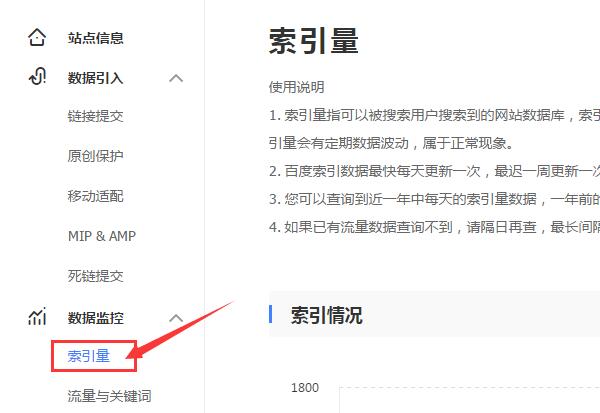 站点信息
数据引入
链接提交
原创保护
移动适配
MIP & AMP
死链提交
数据监控
索引量
流量与关键词
索引量
使用说明
1. 索引量指可以被搜索用户搜索到的网站数据库，索引
引量会有定期数据波动，属于正常现象。
2. 百度索引数据最快每天更新一次，最迟一周更新一次
3. 您可以查询到近一年中每天的索引量数据，一年前的
4. 如果已有流量数据查询不到，请隔日再查，最长间隔
索引情况
1800